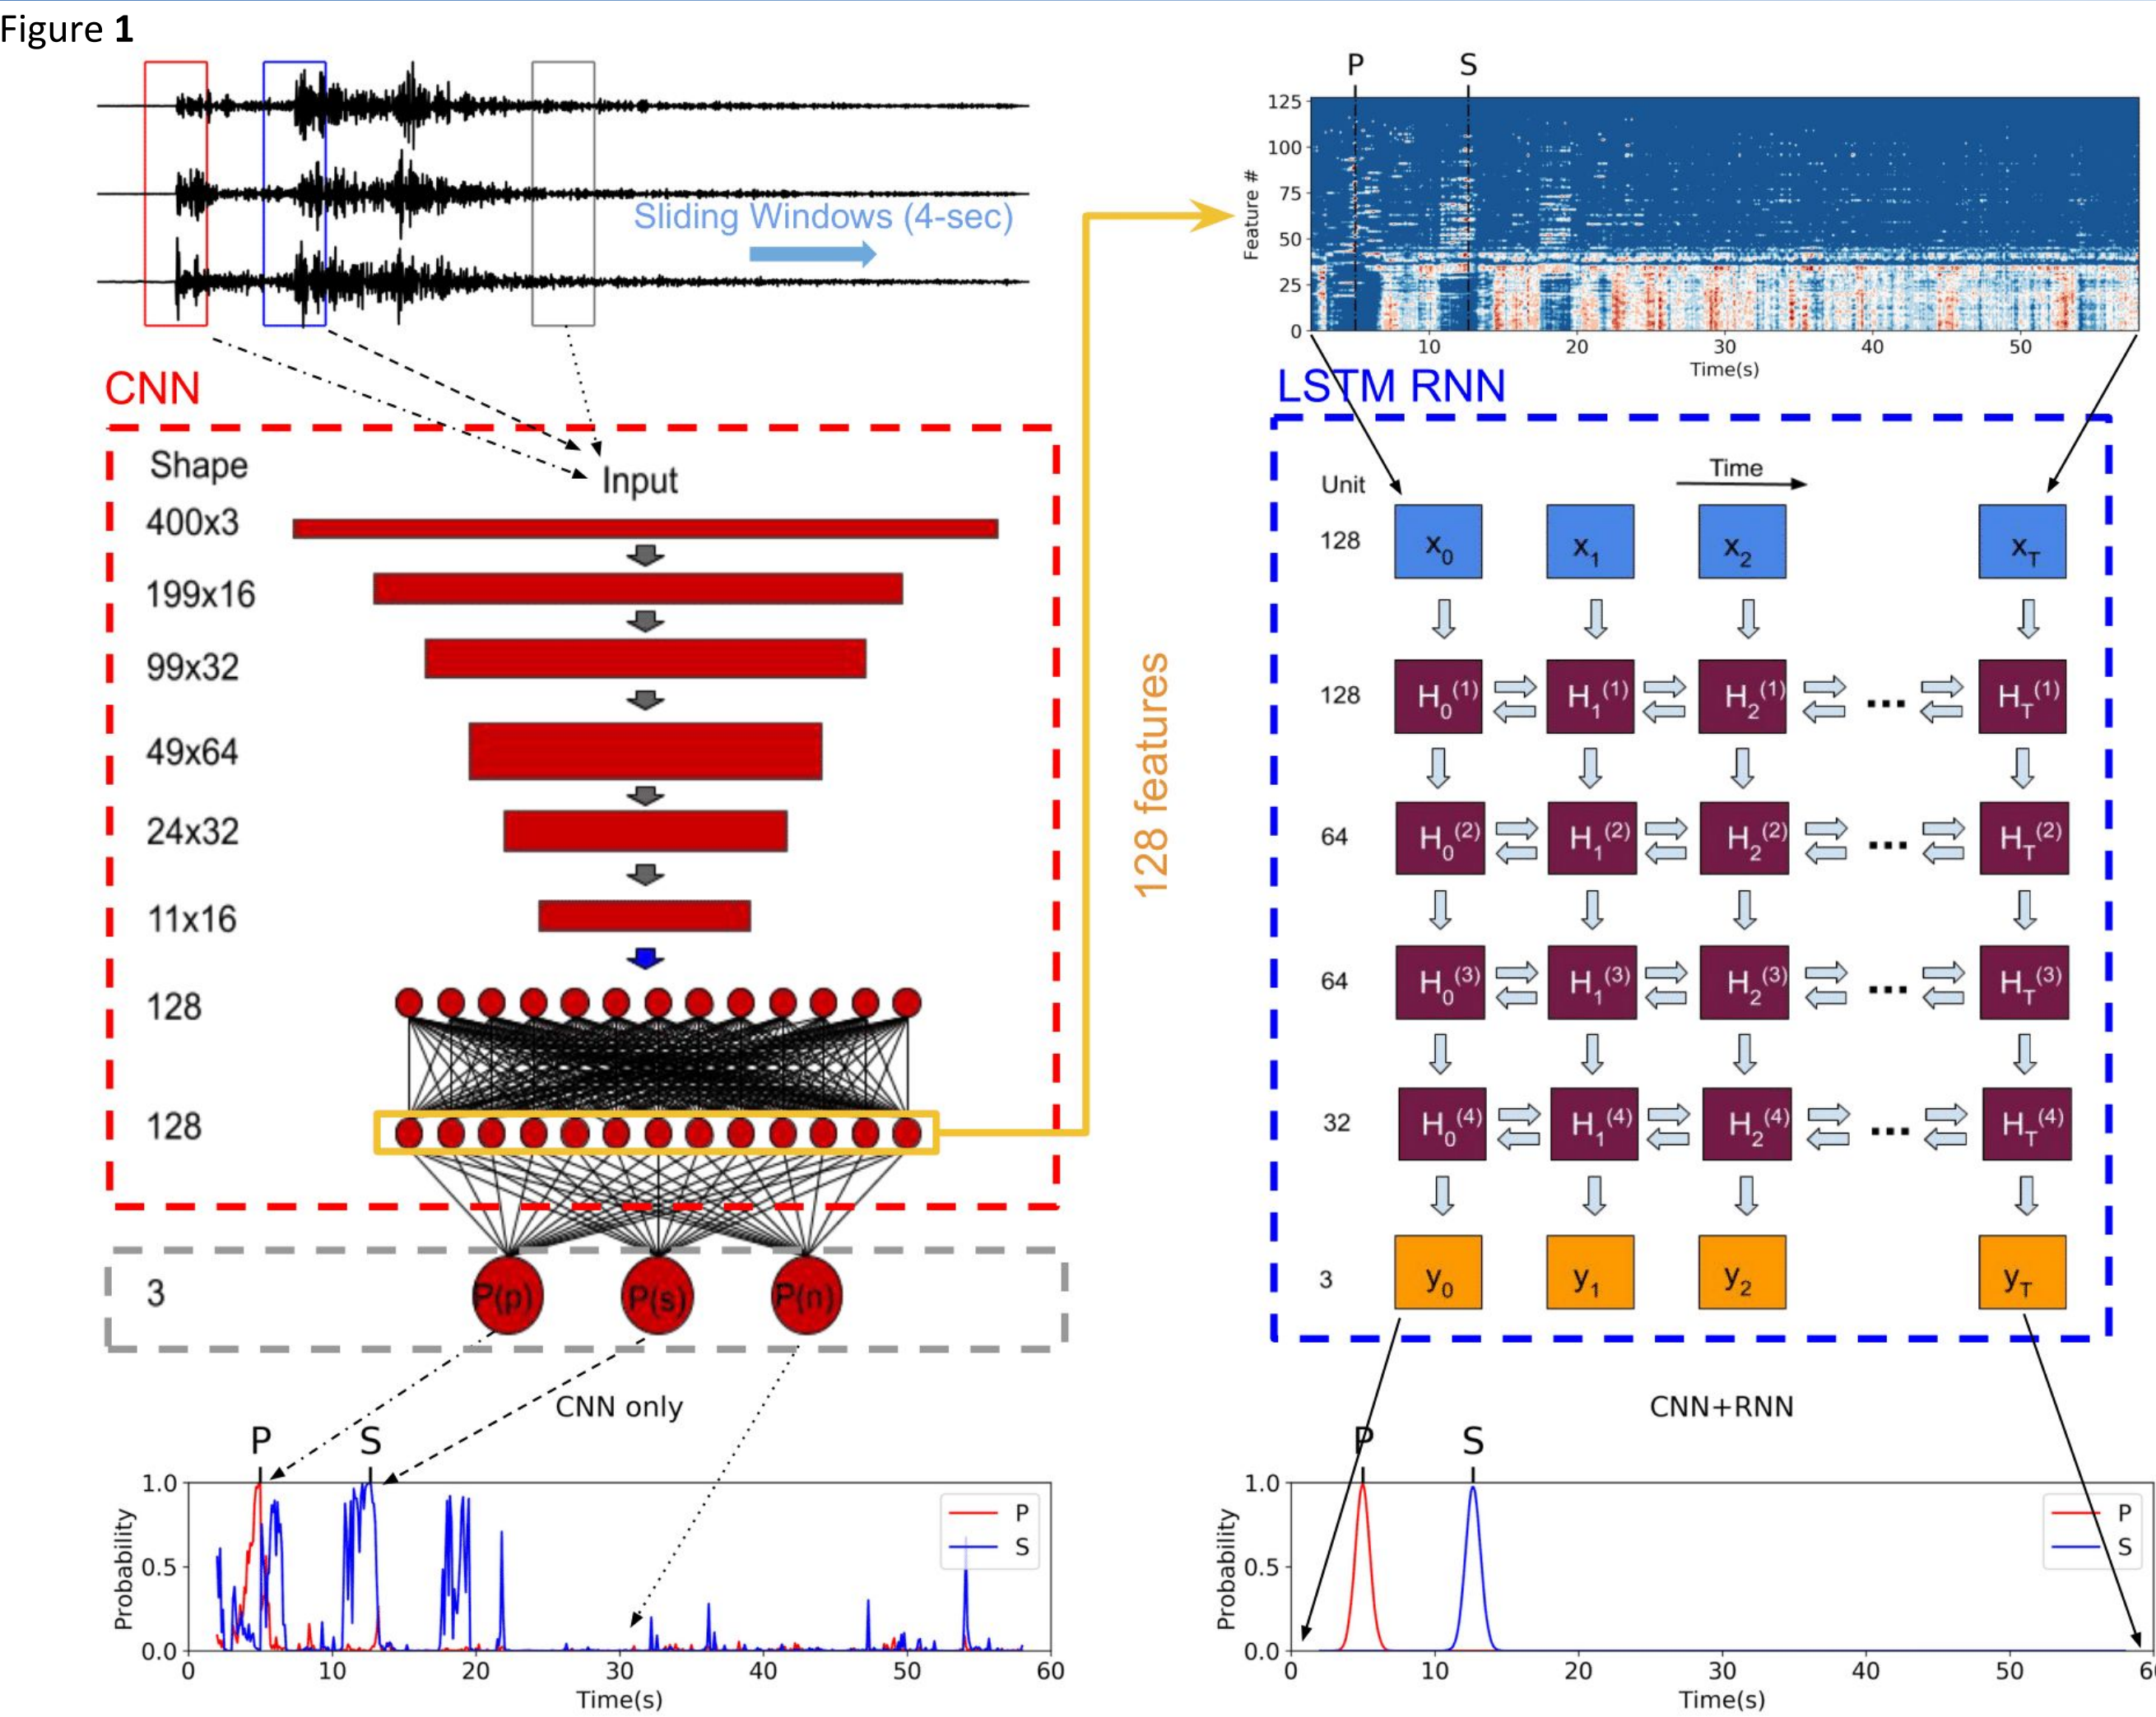 Figure 1
Sliding Windows (4-sec)
CNN
Shape
Input
400x3
199x16
99x32
49x64
24x32
11x16
128
128
3
P(p) P(s) P(n)
128 features
CNN only
P S
1.0
0.5
0.0
Probability
0 10 20 30 40 50 60
Time(s)
P
S
P S
125
100
75
50
25
0
Feature #
10 20 30 40 50
Time(s)
LSTM RNN
Unit
Time
128 x0 x1 x2 xT
128 H0(1) H1(1) H2(1) ... HT(1)
64 H0(2) H1(2) H2(2) ... HT(2)
64 H0(3) H1(3) H2(3) ... HT(3)
32 H0(4) H1(4) H2(4) ... HT(4)
3 y0 y1 y2 yT
CNN+RNN
P S
1.0
0.5
0.0
Probability
0 10 20 30 40 50
Time(s)
P
S